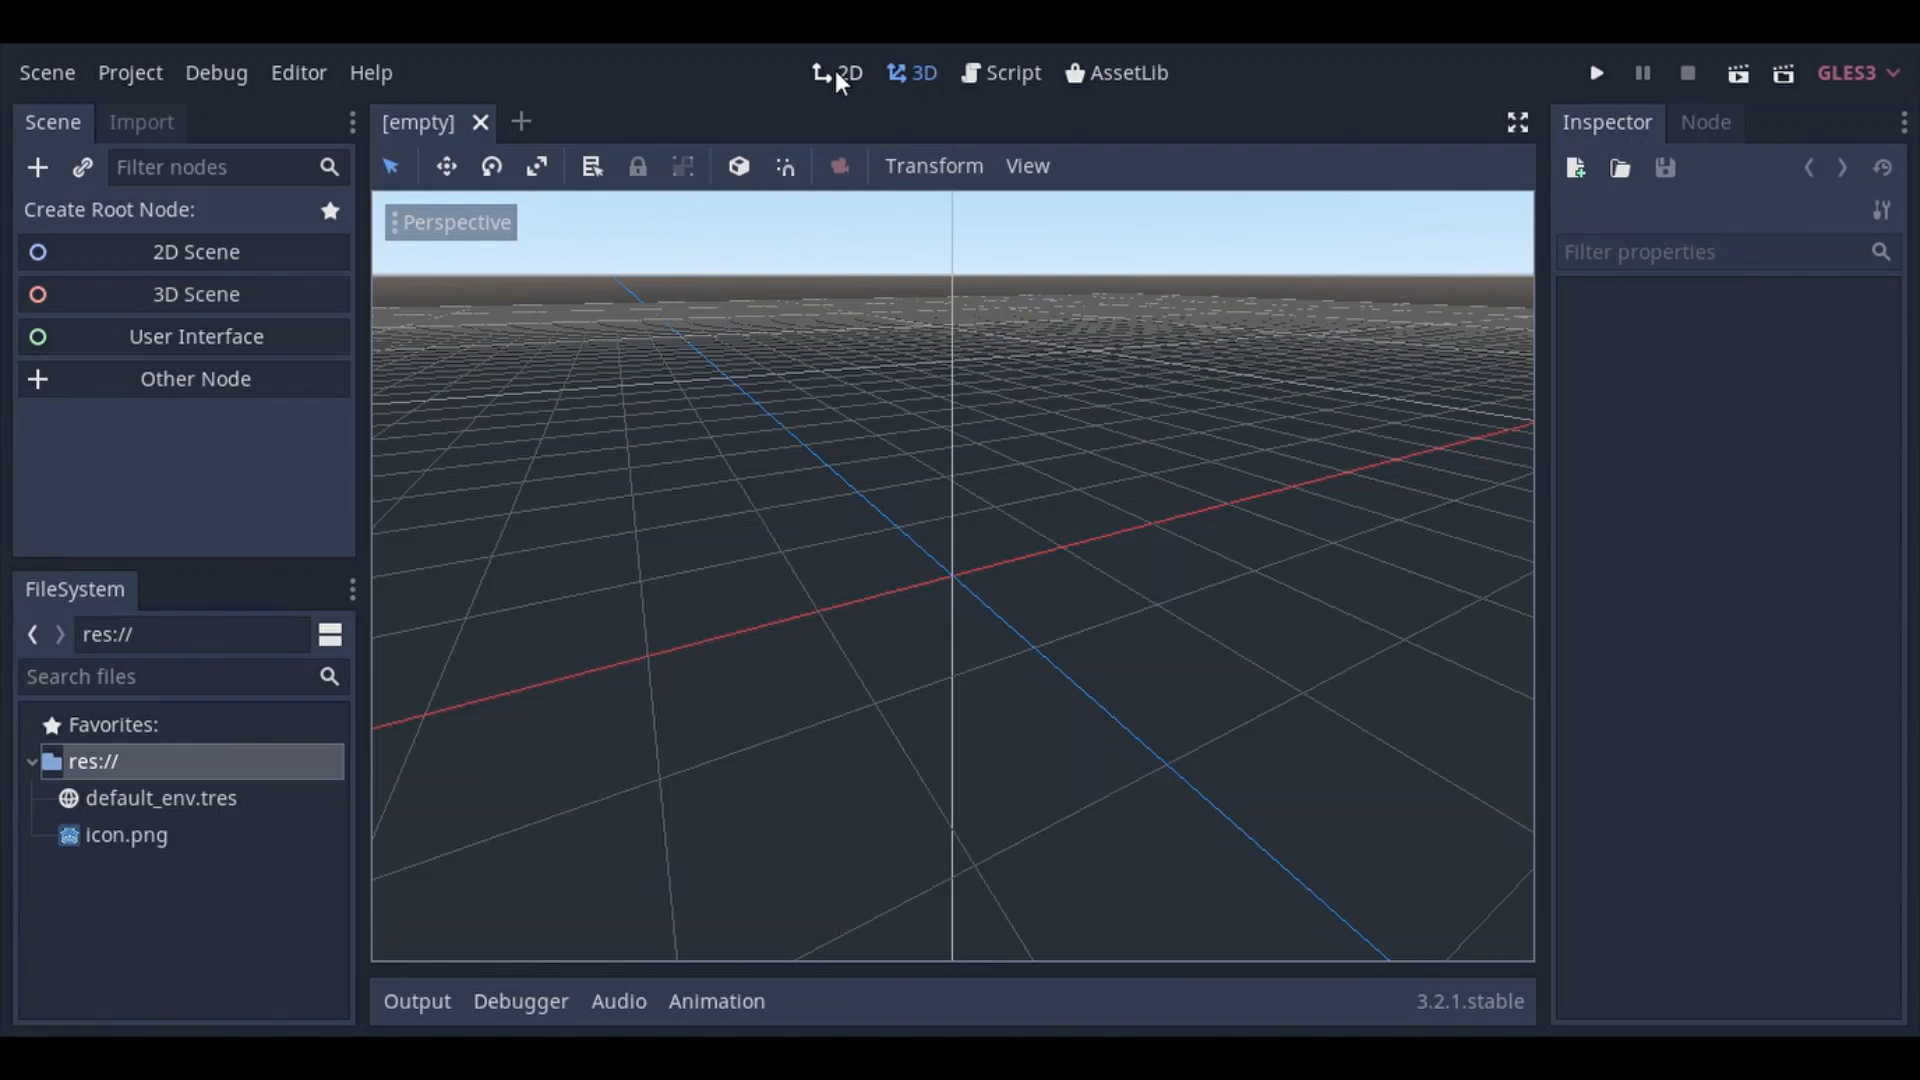 Scene Project Debug Editor Help
2D 3D Script AssetLib
GLES3
Scene Import
Filter nodes
Create Root Node:
2D Scene
3D Scene
User Interface
Other Node
FileSystem
res://
Search files
Favorites:
res://
default_env.tres
icon.png
[empty]
Transform View
Perspective
Output Debugger Audio Animation
3.2.1.stable
Inspector Node
Filter properties